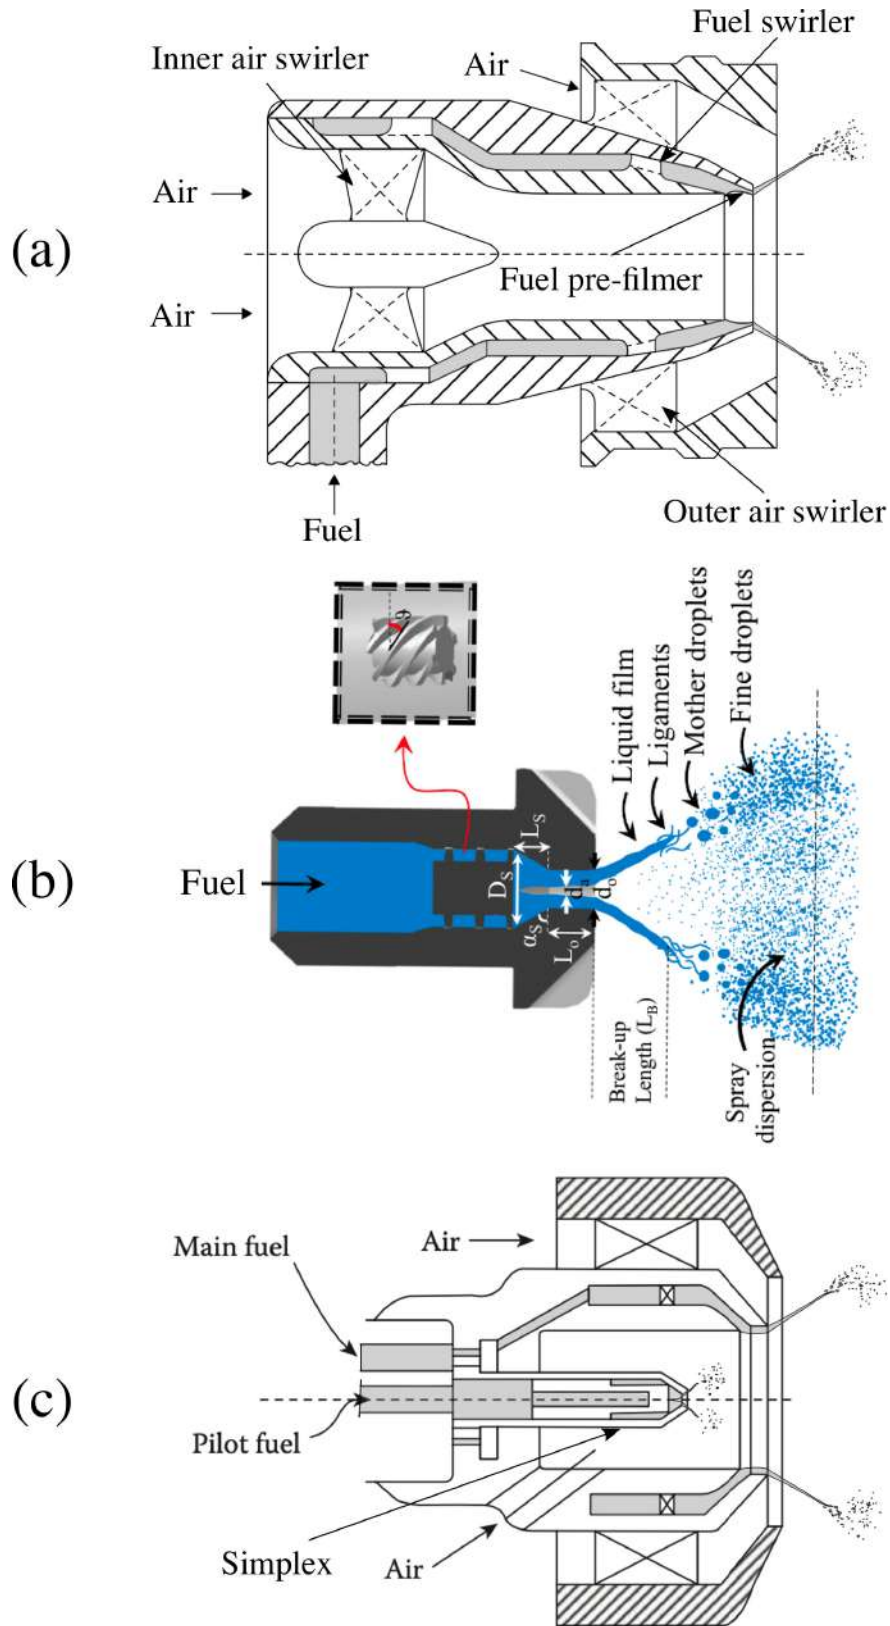 Fuel swirler
Inner air swirler
Air
Air
(a)
Fuel pre-filmer
Air
Outer air swirler
Fuel
ϑ
Liquid film
Ligaments
Mother droplets
Fine droplets
Fuel
(b)
L_S
D_S
d_a
d_o
α_S
L_o
Break-up
Length (L_B)
Spray
dispersion
Main fuel
Air
(c)
Pilot fuel
Simplex
Air